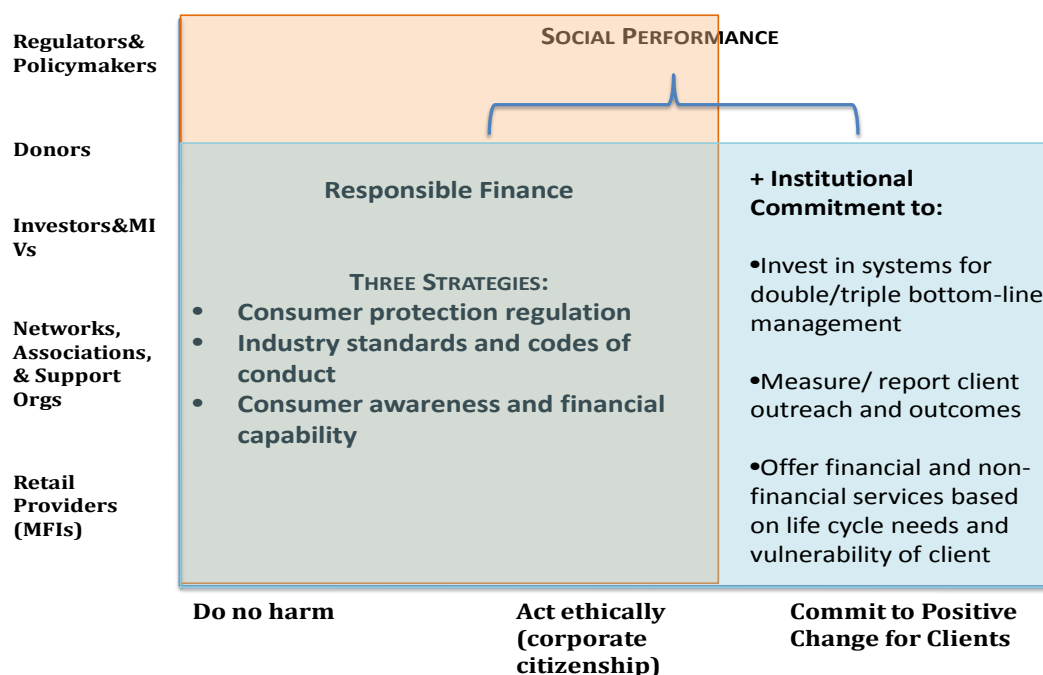 Regulators&
Policymakers
SOCIAL PERFORMANCE
Donors
Investors&MI
Vs
Networks,
Associations,
& Support
Orgs
Retail
Providers
(MFIs)
Responsible Finance
THREE STRATEGIES:
• Consumer protection regulation
• Industry standards and codes of
conduct
• Consumer awareness and financial
capability
+ Institutional
Commitment to:
•Invest in systems for
double/triple bottom-line
management
•Measure/ report client
outreach and outcomes
•Offer financial and non-
financial services based
on life cycle needs and
vulnerability of client
Do no harm
Act ethically
(corporate
citizenship)
Commit to Positive
Change for Clients